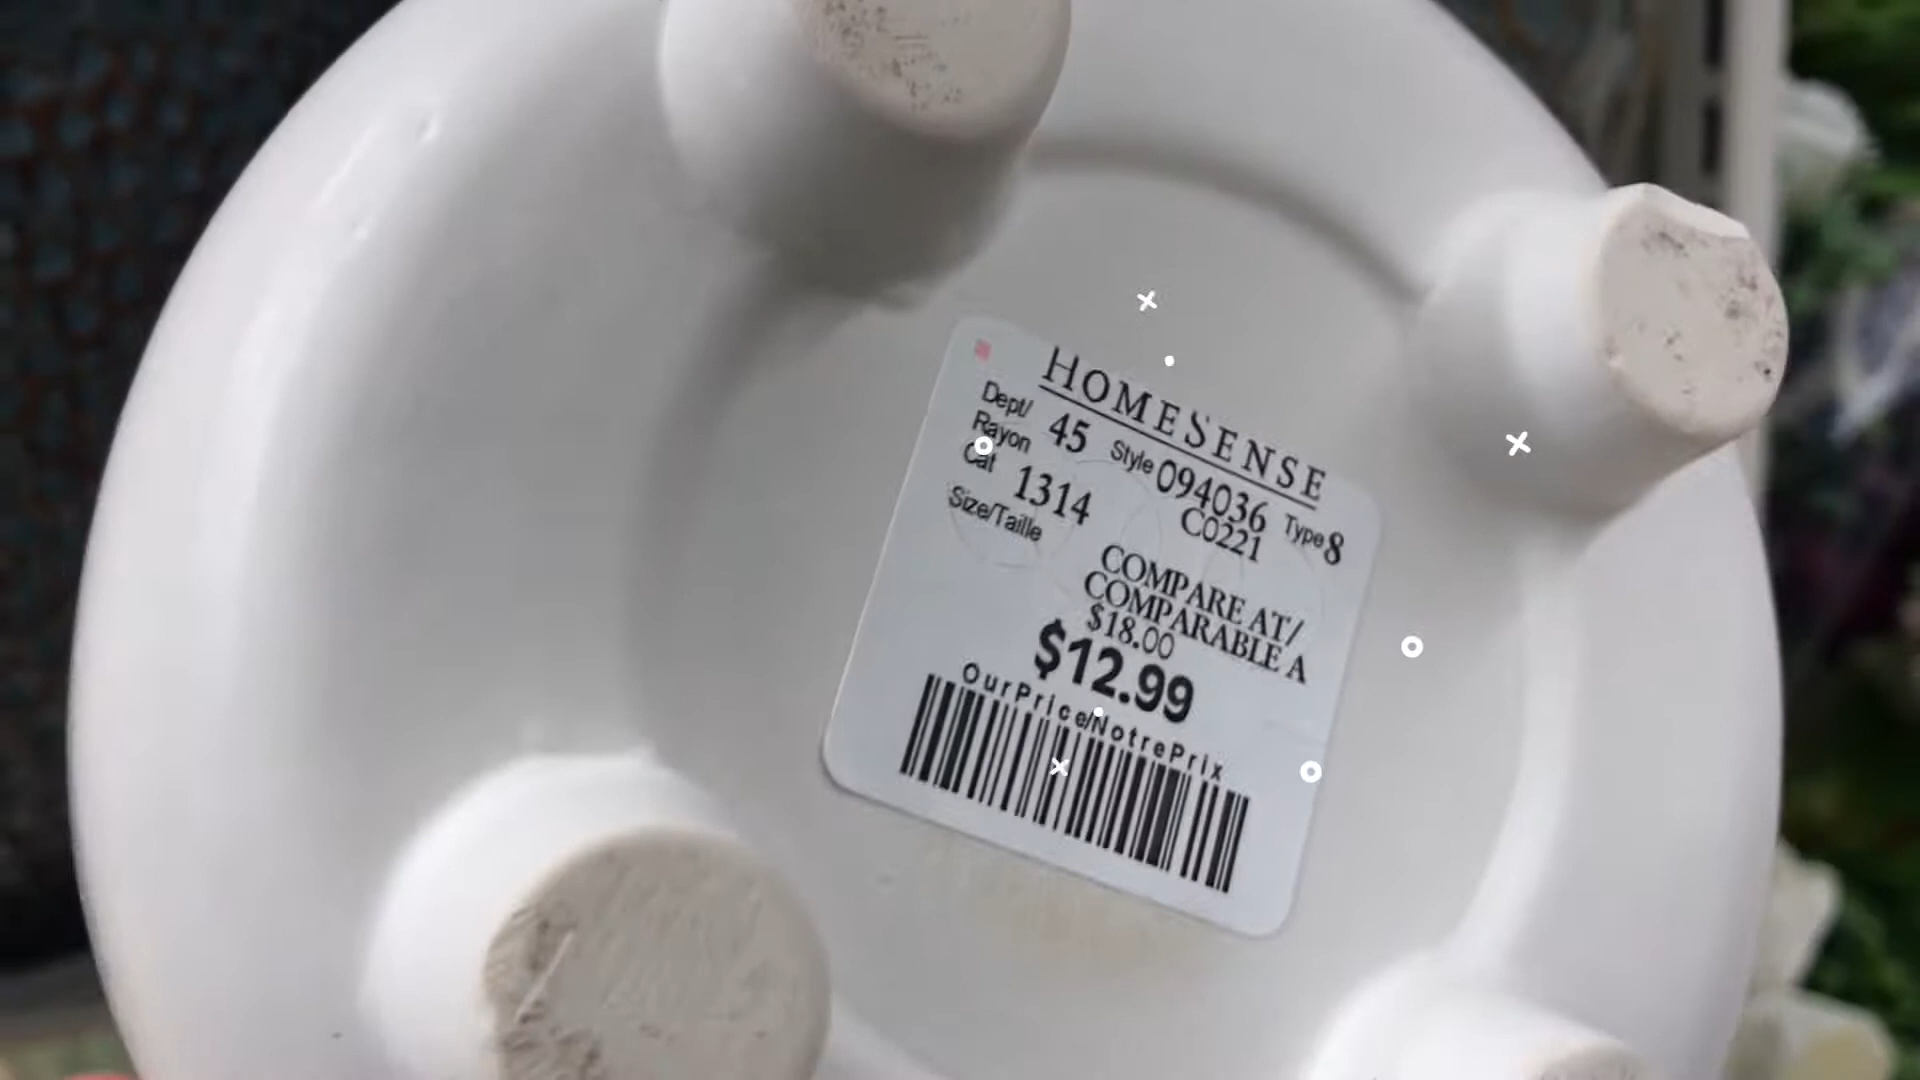 HOMESENSE
Dept/
Rayon 45 Style 094036 Type 8
Cat 1314 C0221
Size/Taille
COMPARE AT/
COMPARABLE A
$18.00
$12.99
OurPrice/NotrePrix